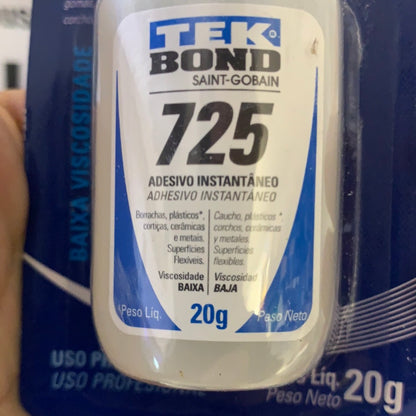 TEK
BOND
SAINT-GOBAIN
725
ADESIVO INSTANTÂNEO
ADHESIVO INSTANTÁNEO
Borrachas, plásticos*,
cortiças, cerâmicas
e metais.
Superfícies
Flexíveis.
Viscosidade
BAIXA
Caucho, plásticos *,
corchos, cerámicas
y metales.
Superficies
flexibles.
Viscosidad
BAJA
Peso Líq.
20g
Peso Neto
BAIXA VISCOSIDADE
USO
USO PROFESIONAL
Líq.
Peso Neto
20g